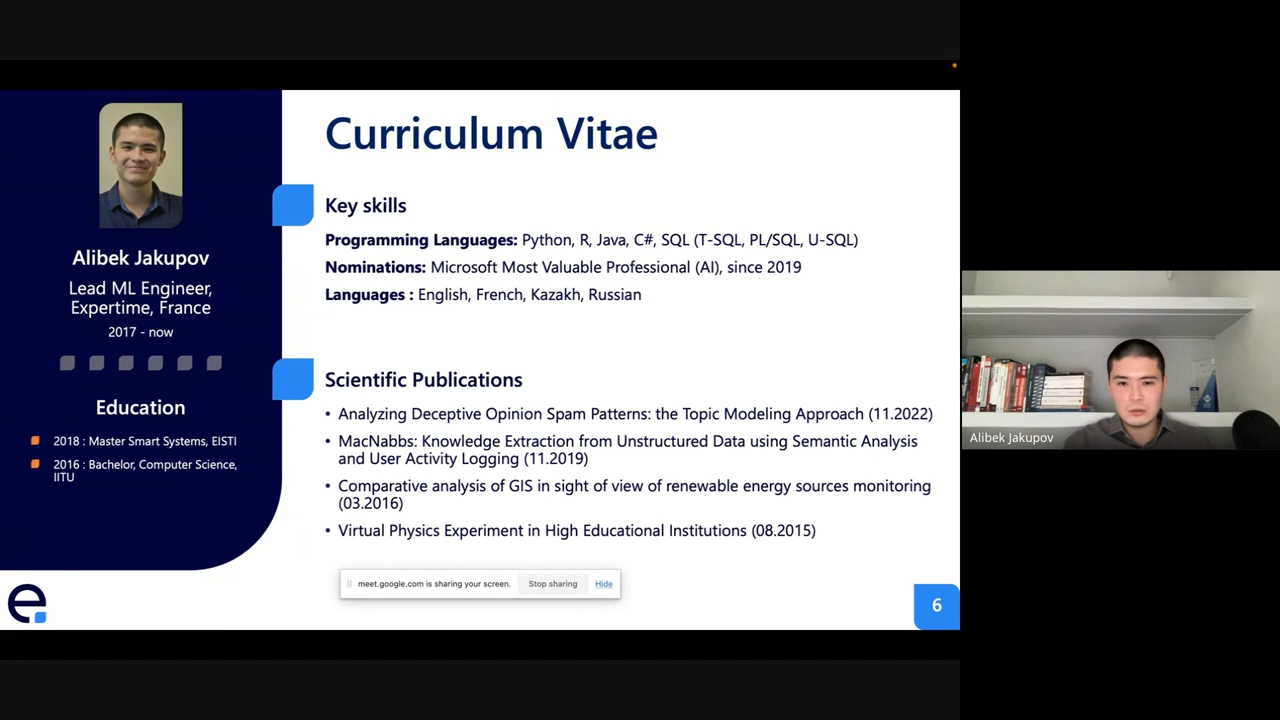 Alibek Jakupov
Lead ML Engineer,
Expertime, France
2017 - now
Education
2018 : Master Smart Systems, EISTI
2016 : Bachelor, Computer Science,
IITU
Curriculum Vitae
Key skills
Programming Languages: Python, R, Java, C#, SQL (T-SQL, PL/SQL, U-SQL)
Nominations: Microsoft Most Valuable Professional (AI), since 2019
Languages : English, French, Kazakh, Russian
Scientific Publications
• Analyzing Deceptive Opinion Spam Patterns: the Topic Modeling Approach (11.2022)
• MacNabbs: Knowledge Extraction from Unstructured Data using Semantic Analysis
and User Activity Logging (11.2019)
• Comparative analysis of GIS in sight of view of renewable energy sources monitoring
(03.2016)
• Virtual Physics Experiment in High Educational Institutions (08.2015)
meet.google.com is sharing your screen. Stop sharing Hide
e
6
Alibek Jakupov